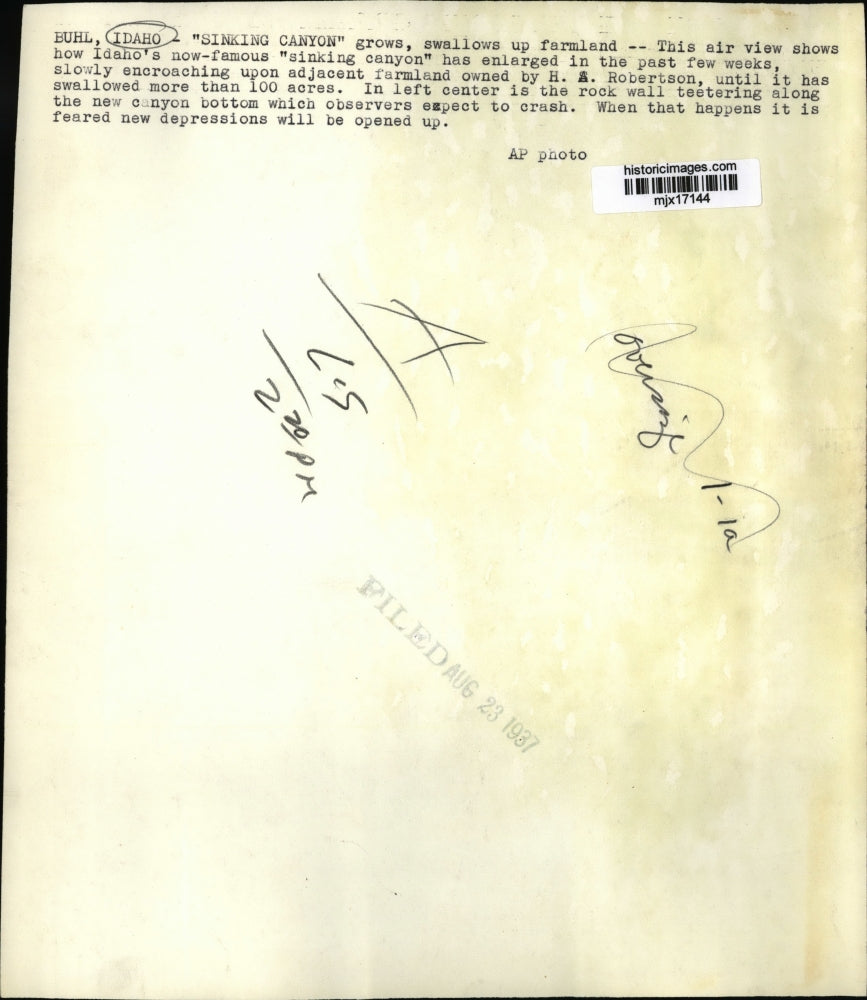 BUHL, IDAHO - "SINKING CANYON" grows, swallows up farmland -- This air view shows
how Idaho's now-famous "sinking canyon" has enlarged in the past few weeks,
slowly encroaching upon adjacent farmland owned by H. A. Robertson, until it has
swallowed more than 100 acres. In left center is the rock wall teetering along
the new canyon bottom which observers expect to crash. When that happens it is
feared new depressions will be opened up.
AP photo
historicimages.com
mjx17144
1-1a
FILED AUG 23 1937